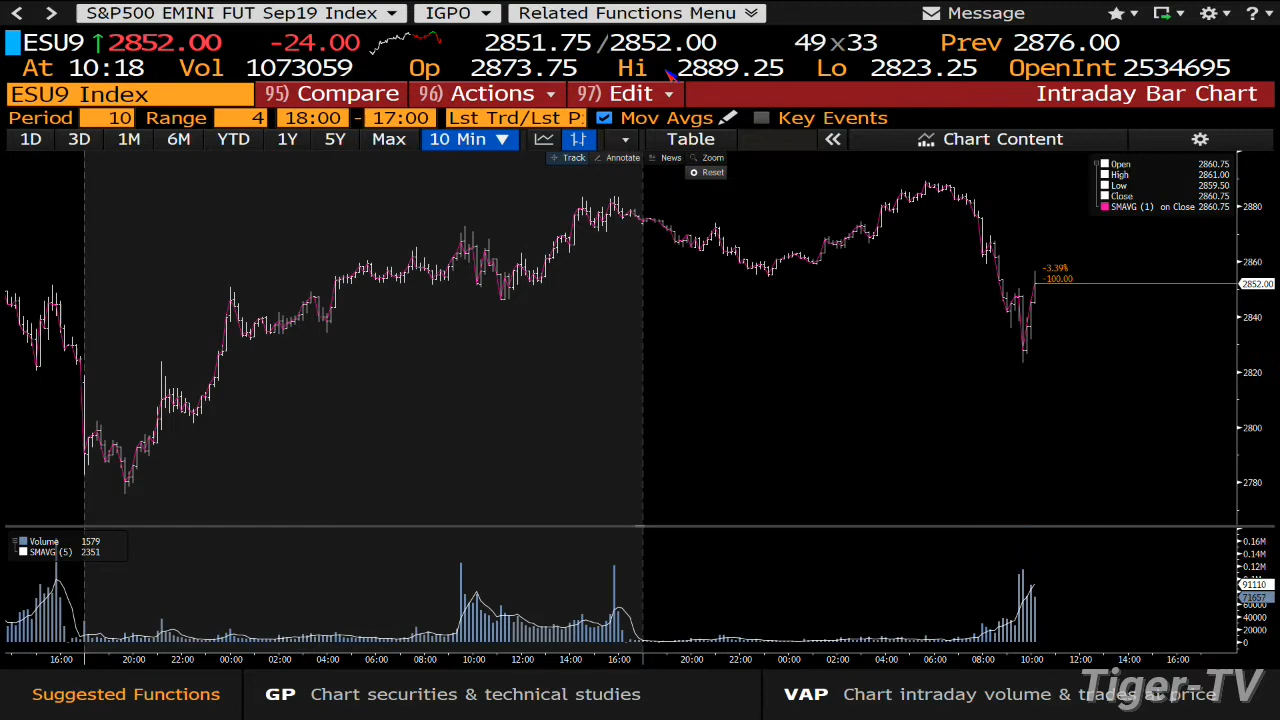 S&P500 EMINI FUT Sep19 Index IGPO Related Functions Menu Message ?
ESU9 ↑2852.00 -24.00 2851.75/2852.00 49x33 Prev 2876.00
At 10:18 Vol 1073059 Op 2873.75 Hi 2889.25 Lo 2823.25 OpenInt 2534695
ESU9 Index 95) Compare 96) Actions 97) Edit Intraday Bar Chart
Period 10 Range 4 18:00 - 17:00 Lst Trd/Lst P: Mov Avgs Key Events
1D 3D 1M 6M YTD 1Y 5Y Max 10 Min ▼ Table « Chart Content
Track Annotate News Zoom
Reset
Open 2860.75
High 2861.00
Low 2859.50
Close 2860.75
SMAVG (1) on Close 2860.75
2880
2860
-3.39%
-100.00
2852.00
2840
2820
2800
2780
Volume 1579
SMAVG (5) 2351
0.16M
0.14M
0.12M
91110
71657
60000
40000
20000
0
16:00 20:00 22:00 00:00 02:00 04:00 06:00 08:00 10:00 12:00 14:00 16:00 20:00 22:00 00:00 02:00 04:00 06:00 08:00 10:00 12:00 14:00 16:00
Suggested Functions GP Chart securities & technical studies VAP Chart intraday volume & trades at price
Tiger-TV